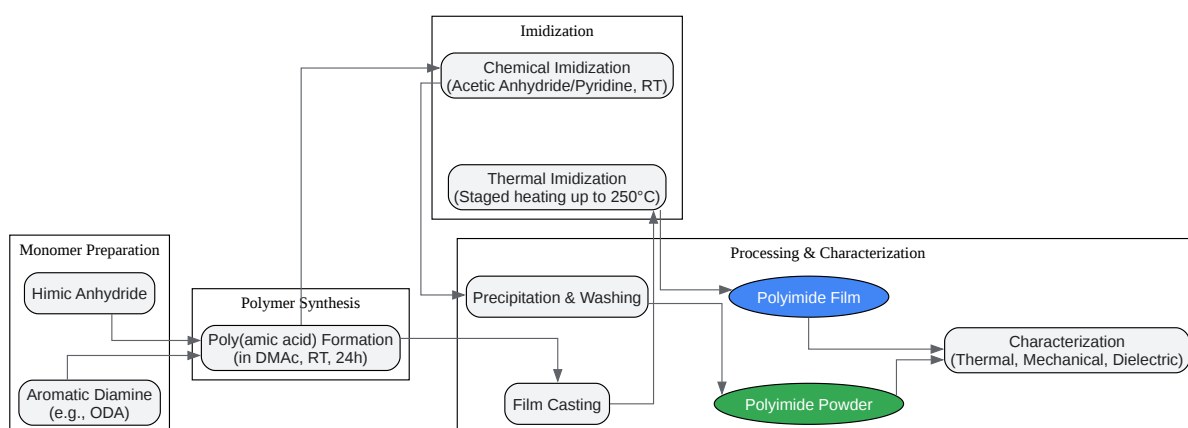 Imidization
Chemical Imidization
(Acetic Anhydride/Pyridine, RT)
Thermal Imidization
(Staged heating up to 250°C)
Monomer Preparation
Himic Anhydride
Aromatic Diamine
(e.g., ODA)
Polymer Synthesis
Poly(amic acid) Formation
(in DMAc, RT, 24h)
Processing & Characterization
Precipitation & Washing
Polyimide Film
Film Casting
Polyimide Powder
Characterization
(Thermal, Mechanical, Dielectric)